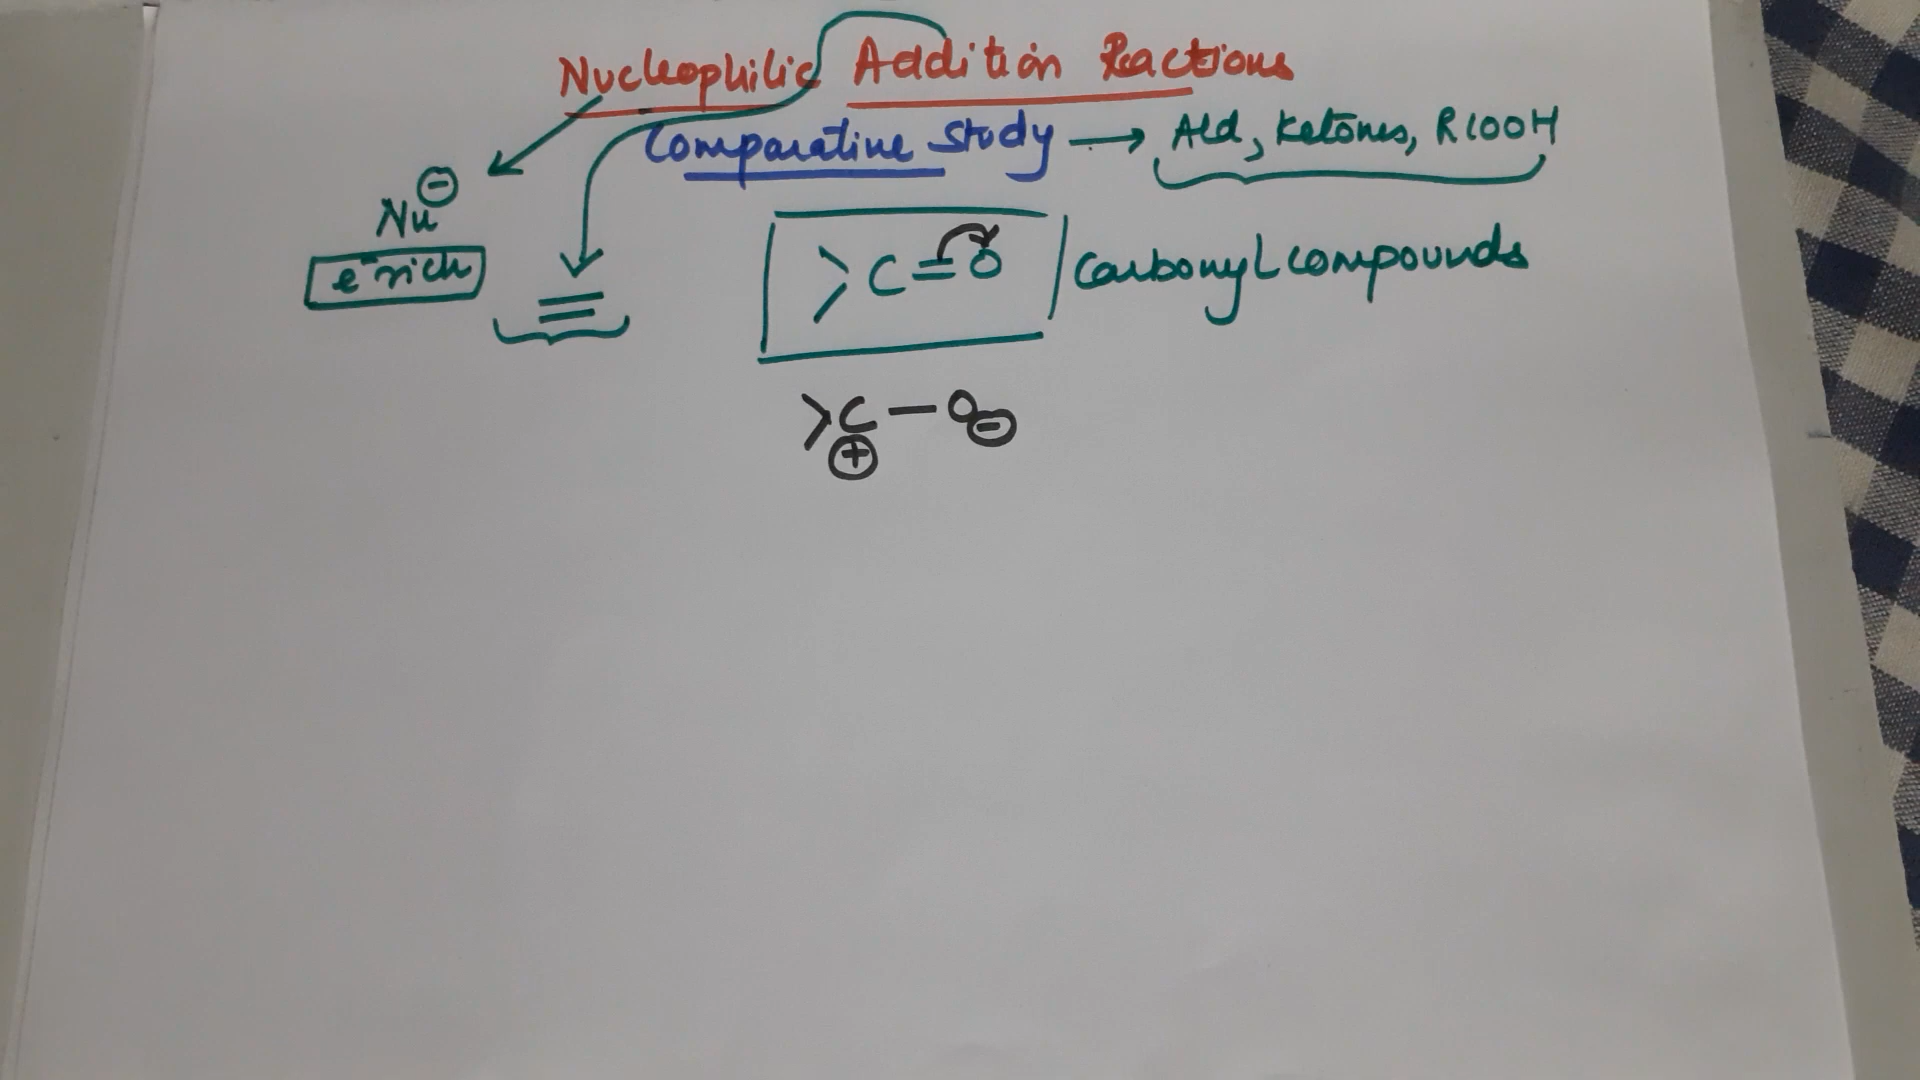 Nucleophilic Addition Reactions
Comparative Study → Ald, Ketones, RCOOH
Nu⊖
e⁻ rich
>C=O / Carbonyl compounds
=
>C–O
⊕ ⊖